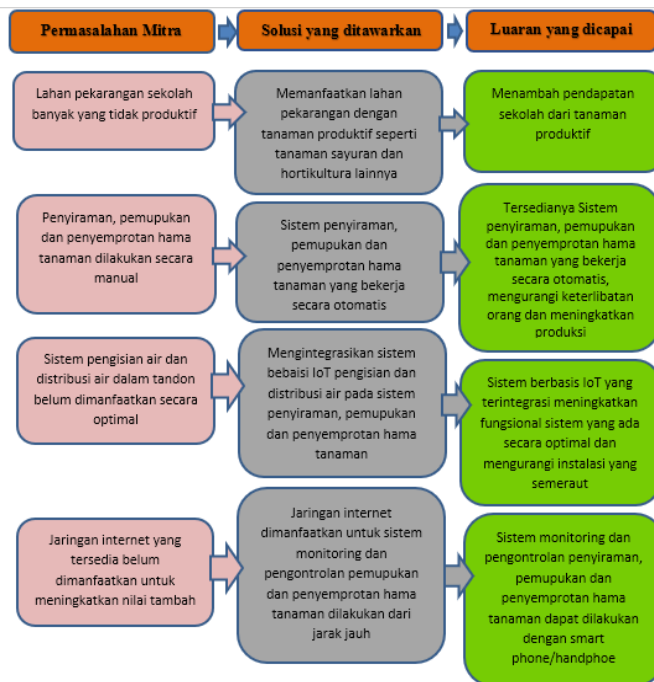 Permasalahan Mitra
Solusi yang ditawarkan
Luaran yang dicapai
Lahan pekarangan sekolah
banyak yang tidak produktif
Memanfaatkan lahan
pekarangan dengan
tanaman produktif seperti
tanaman sayuran dan
hortikultura lainnya
Menambah pendapatan
sekolah dari tanaman
produktif
Penyiraman, pemupukan
dan penyemprotan hama
tanaman dilakukan secara
manual
Sistem penyiraman,
pemupukan dan
penyemprotan hama
tanaman yang bekerja
secara otomatis
Tersedianya Sistem
penyiraman, pemupukan
dan penyemprotan hama
tanaman yang bekerja
secara otomatis,
mengurangi keterlibatan
orang dan meningkatkan
produksi
Sistem pengisian air dan
distribusi air dalam tandon
belum dimanfaatkan secara
optimal
Mengintegrasikan sistem
bebaisi IoT pengisian dan
distribusi air pada sistem
penyiraman, pemupukan
dan penyemprotan hama
tanaman
Sistem berbasis IoT yang
terintegrasi meningkatkan
fungsional sistem yang ada
secara optimal dan
mengurangi instalasi yang
semeraut
Jaringan internet yang
tersedia belum
dimanfaatkan untuk
meningkatkan nilai tambah
Jaringan internet
dimanfaatkan untuk sistem
monitoring dan
pengontrolan pemupukan
dan penyemprotan hama
tanaman dilakukan dari
jarak jauh
Sistem monitoring dan
pengontrolan penyiraman,
pemupukan dan
penyemprotan hama
tanaman dapat dilakukan
dengan smart
phone/handphoe